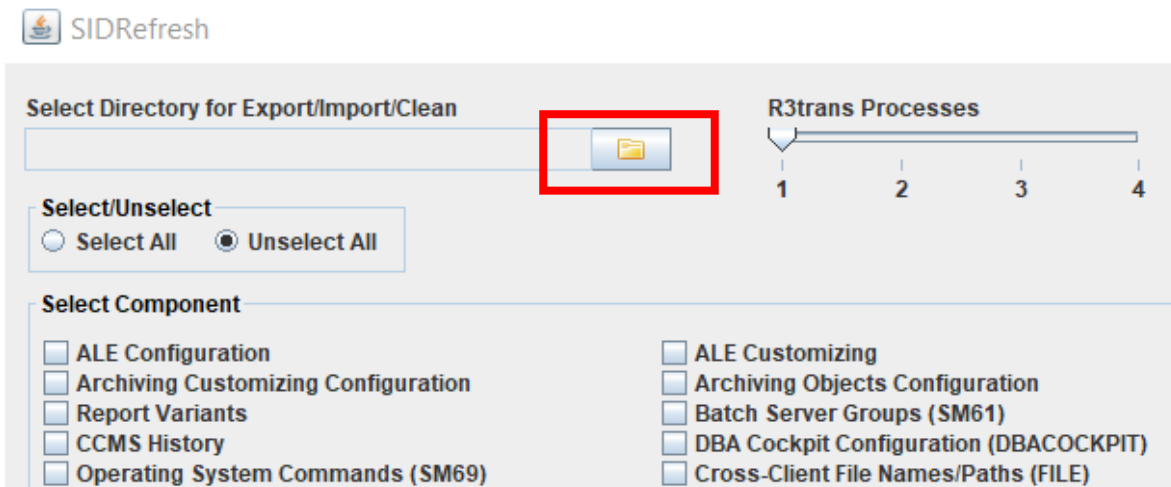 SIDRefresh
Select Directory for Export/Import/Clean
R3trans Processes
1 2 3 4
Select/Unselect
Select All Unselect All
Select Component
ALE Configuration ALE Customizing
Archiving Customizing Configuration Archiving Objects Configuration
Report Variants Batch Server Groups (SM61)
CCMS History DBA Cockpit Configuration (DBACOCKPIT)
Operating System Commands (SM69) Cross-Client File Names/Paths (FILE)